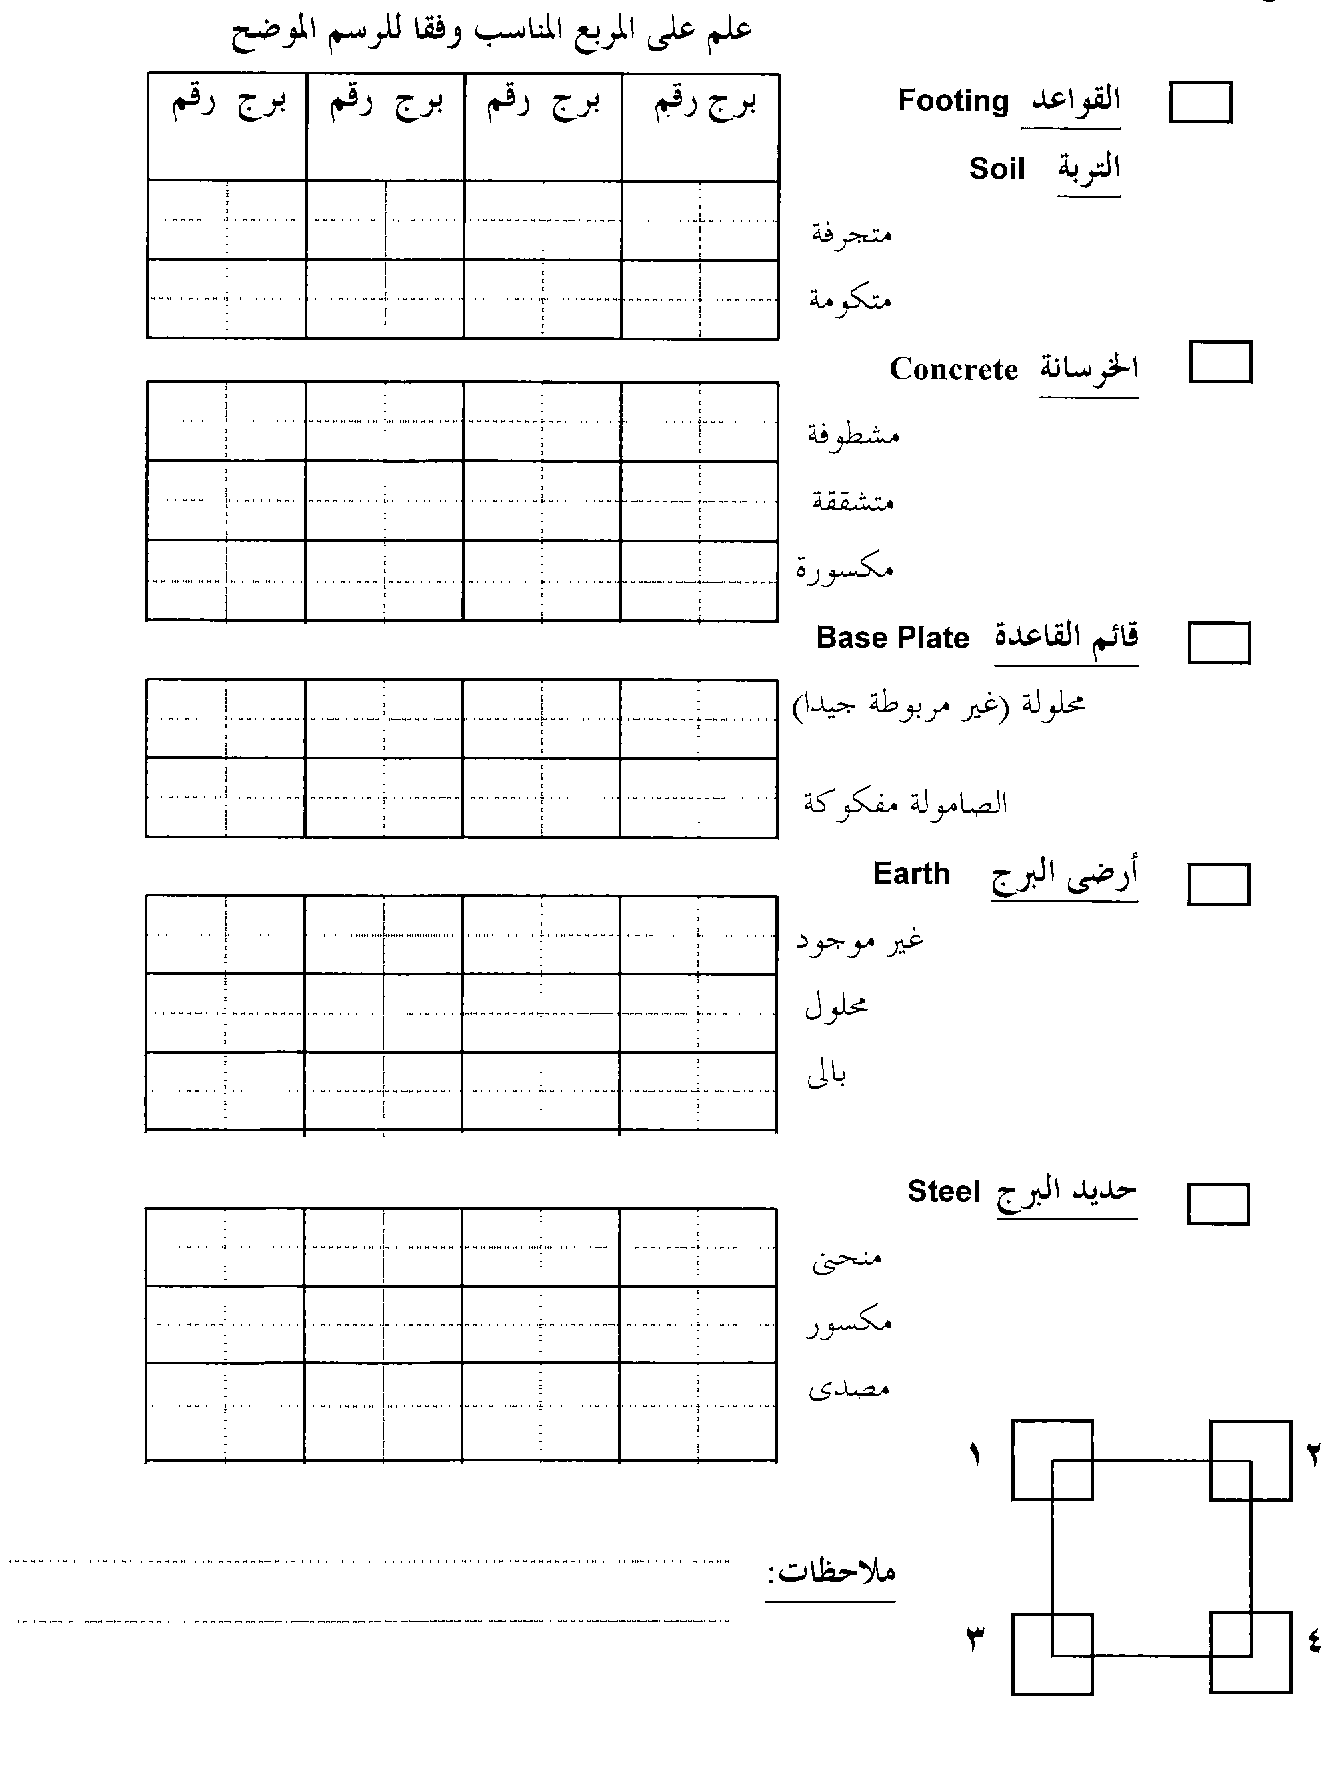 علم على المربع المناسب وفقا للرسم الموضح
برج رقم برج رقم برج رقم برج رقم
القواعد Footing
التربة Soil
متجرفة
متكومة
الخرسانة Concrete
مشطوفة
متشققة
مكسورة
قائم القاعدة Base Plate
محلولة (غير مربوطة جيدا)
الصامولة مفكوكة
أرضى البرج Earth
غير موجود
محلول
بالى
حديد البرج Steel
منحنى
مكسور
مصدى
١ ٢
ملاحظات:
٣ ٤